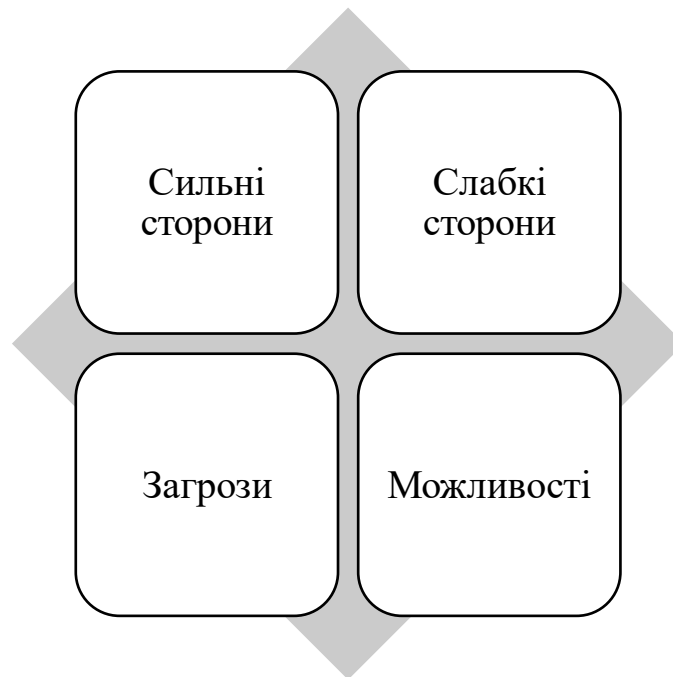 Сильні
сторони
Слабкі
сторони
Загрози
Можливості